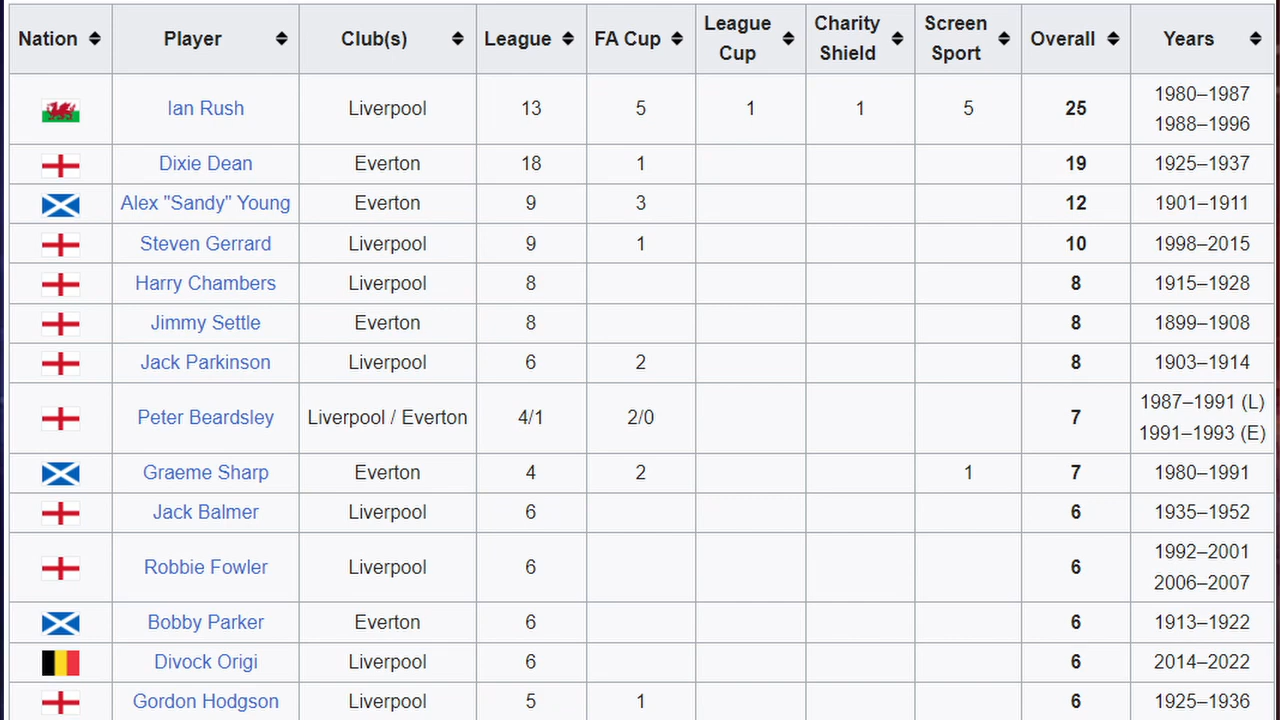 Nation Player Club(s) League FA Cup League Cup Charity Shield Screen Sport Overall Years
Ian Rush Liverpool 13 5 1 1 5 25 1980–1987
1988–1996
Dixie Dean Everton 18 1 19 1925–1937
Alex "Sandy" Young Everton 9 3 12 1901–1911
Steven Gerrard Liverpool 9 1 10 1998–2015
Harry Chambers Liverpool 8 8 1915–1928
Jimmy Settle Everton 8 8 1899–1908
Jack Parkinson Liverpool 6 2 8 1903–1914
Peter Beardsley Liverpool / Everton 4/1 2/0 7 1987–1991 (L)
1991–1993 (E)
Graeme Sharp Everton 4 2 1 7 1980–1991
Jack Balmer Liverpool 6 6 1935–1952
Robbie Fowler Liverpool 6 6 1992–2001
2006–2007
Bobby Parker Everton 6 6 1913–1922
Divock Origi Liverpool 6 6 2014–2022
Gordon Hodgson Liverpool 5 1 6 1925–1936